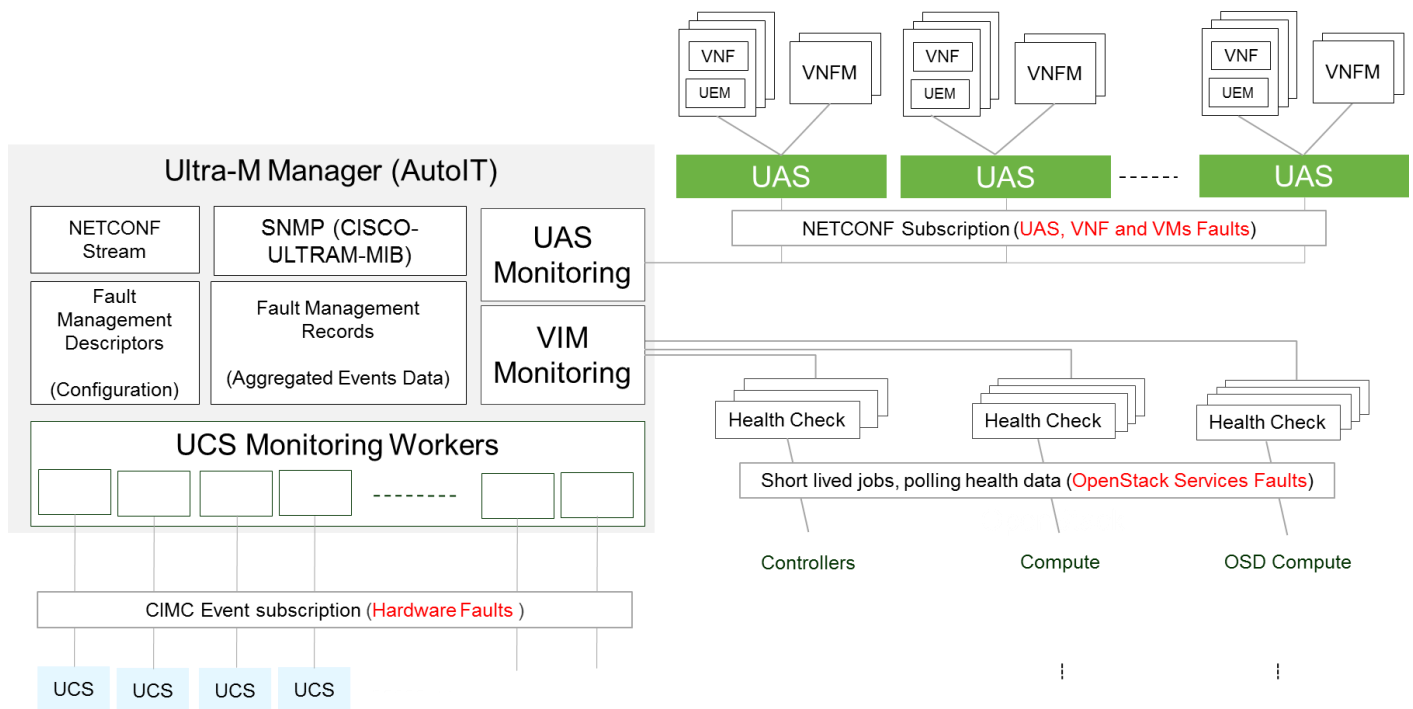 VNF
UEM
VNFM
VNF
UEM
VNFM
VNF
UEM
VNFM
UAS
UAS
UAS
NETCONF Subscription (UAS, VNF and VMs Faults)
Ultra-M Manager (AutoIT)
NETCONF
Stream
SNMP (CISCO-
ULTRAM-MIB)
UAS
Monitoring
Fault
Management
Descriptors
(Configuration)
Fault Management
Records
(Aggregated Events Data)
VIM
Monitoring
Health Check
Health Check
Health Check
Short lived jobs, polling health data (OpenStack Services Faults)
Controllers
Compute
OSD Compute
UCS Monitoring Workers
CIMC Event subscription (Hardware Faults )
UCS
UCS
UCS
UCS